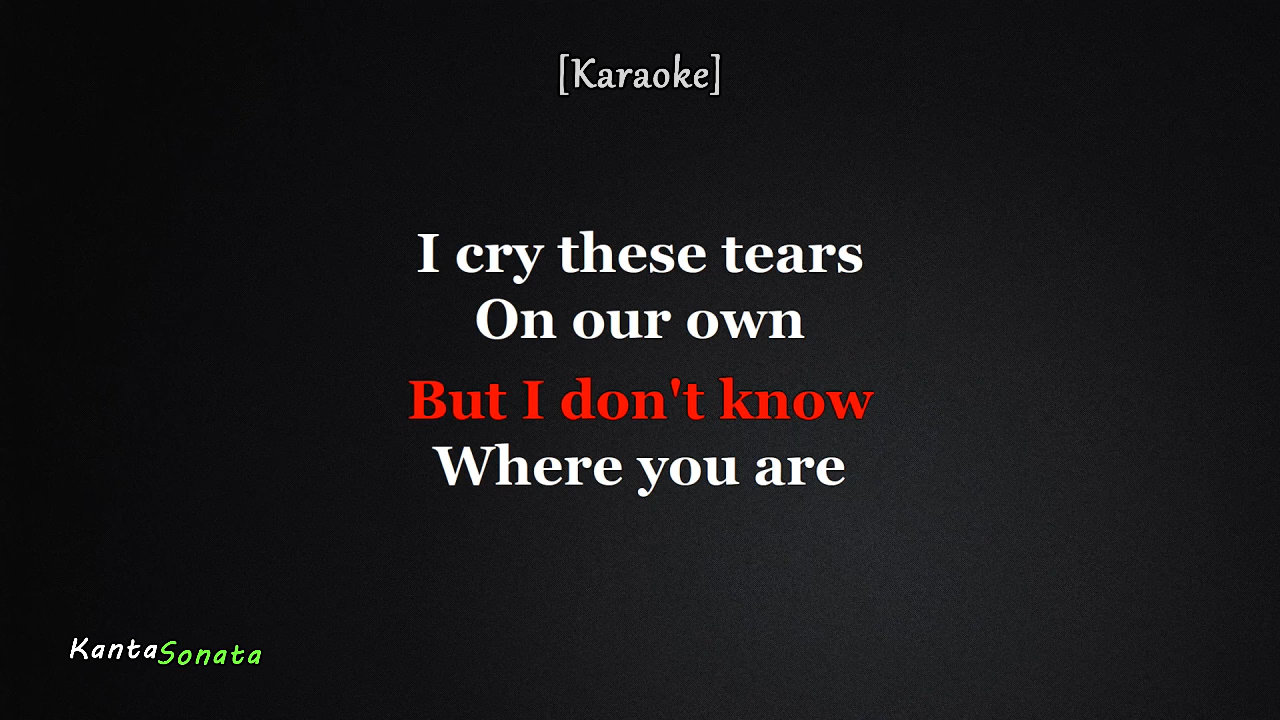 [Karaoke]
I cry these tears
On our own
But I don't know
Where you are
KantaSonata